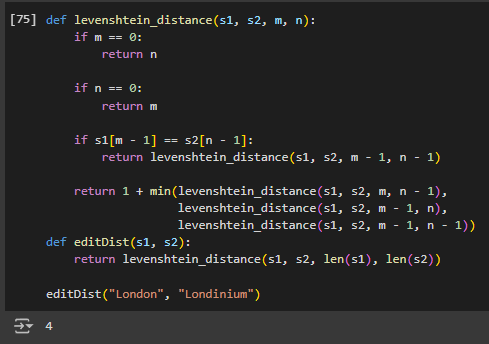 [75] def levenshtein_distance(s1, s2, m, n):
    if m == 0:
        return n

    if n == 0:
        return m

    if s1[m - 1] == s2[n - 1]:
        return levenshtein_distance(s1, s2, m - 1, n - 1)

    return 1 + min(levenshtein_distance(s1, s2, m, n - 1),
                   levenshtein_distance(s1, s2, m - 1, n),
                   levenshtein_distance(s1, s2, m - 1, n - 1))
def editDist(s1, s2):
    return levenshtein_distance(s1, s2, len(s1), len(s2))

editDist("London", "Londinium")
4